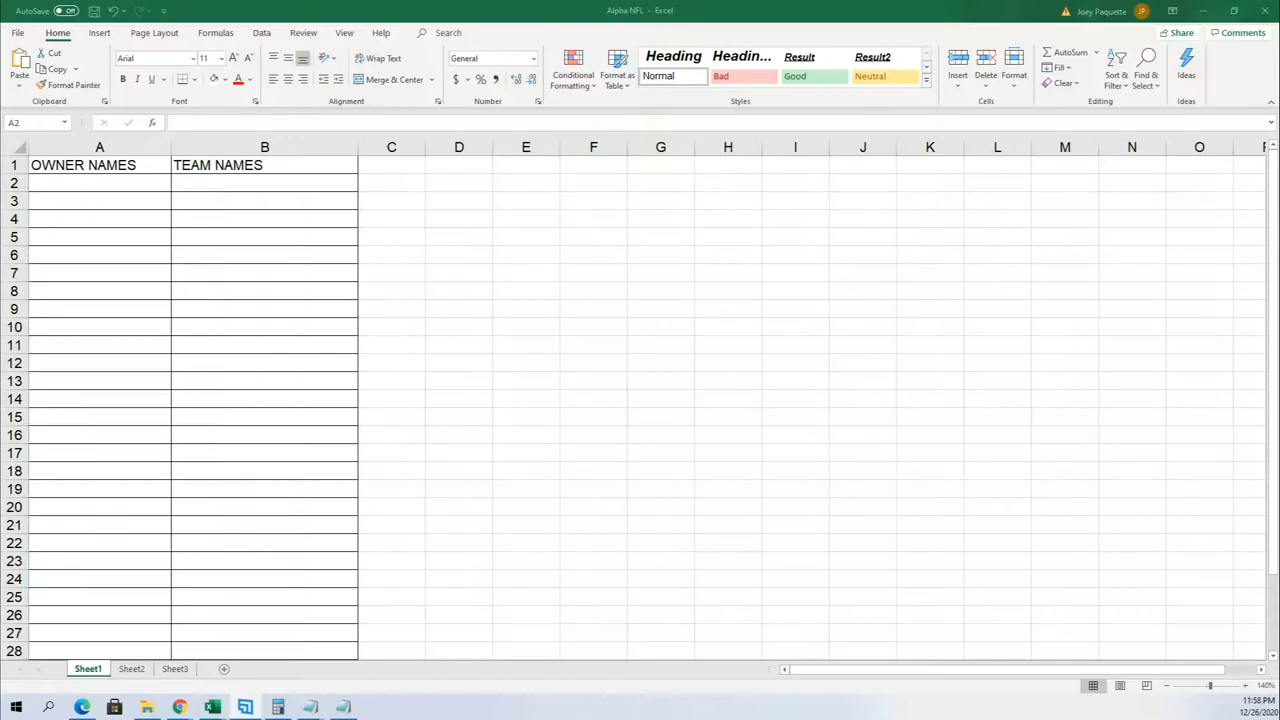 AutoSave Off
Alpha NFL - Excel
Joey Paquette JP
File Home Insert Page Layout Formulas Data Review View Help Search
Share Comments
Paste
Cut
Copy
Format Painter
Clipboard
Arial 11
B I U
Font
Wrap Text
Merge & Center
Alignment
General
$ % 9
Number
Conditional Formatting
Format as Table
Heading Headin... Result Result2
Normal Bad Good Neutral
Styles
Insert Delete Format
Cells
AutoSum
Fill
Clear
Sort & Filter
Find & Select
Editing
Ideas
Ideas
A2
fx
A B C D E F G H I J K L M N O
1 OWNER NAMES TEAM NAMES
2
3
4
5
6
7
8
9
10
11
12
13
14
15
16
17
18
19
20
21
22
23
24
25
26
27
28
Sheet1 Sheet2 Sheet3
140%
11:58 PM
12/26/2020